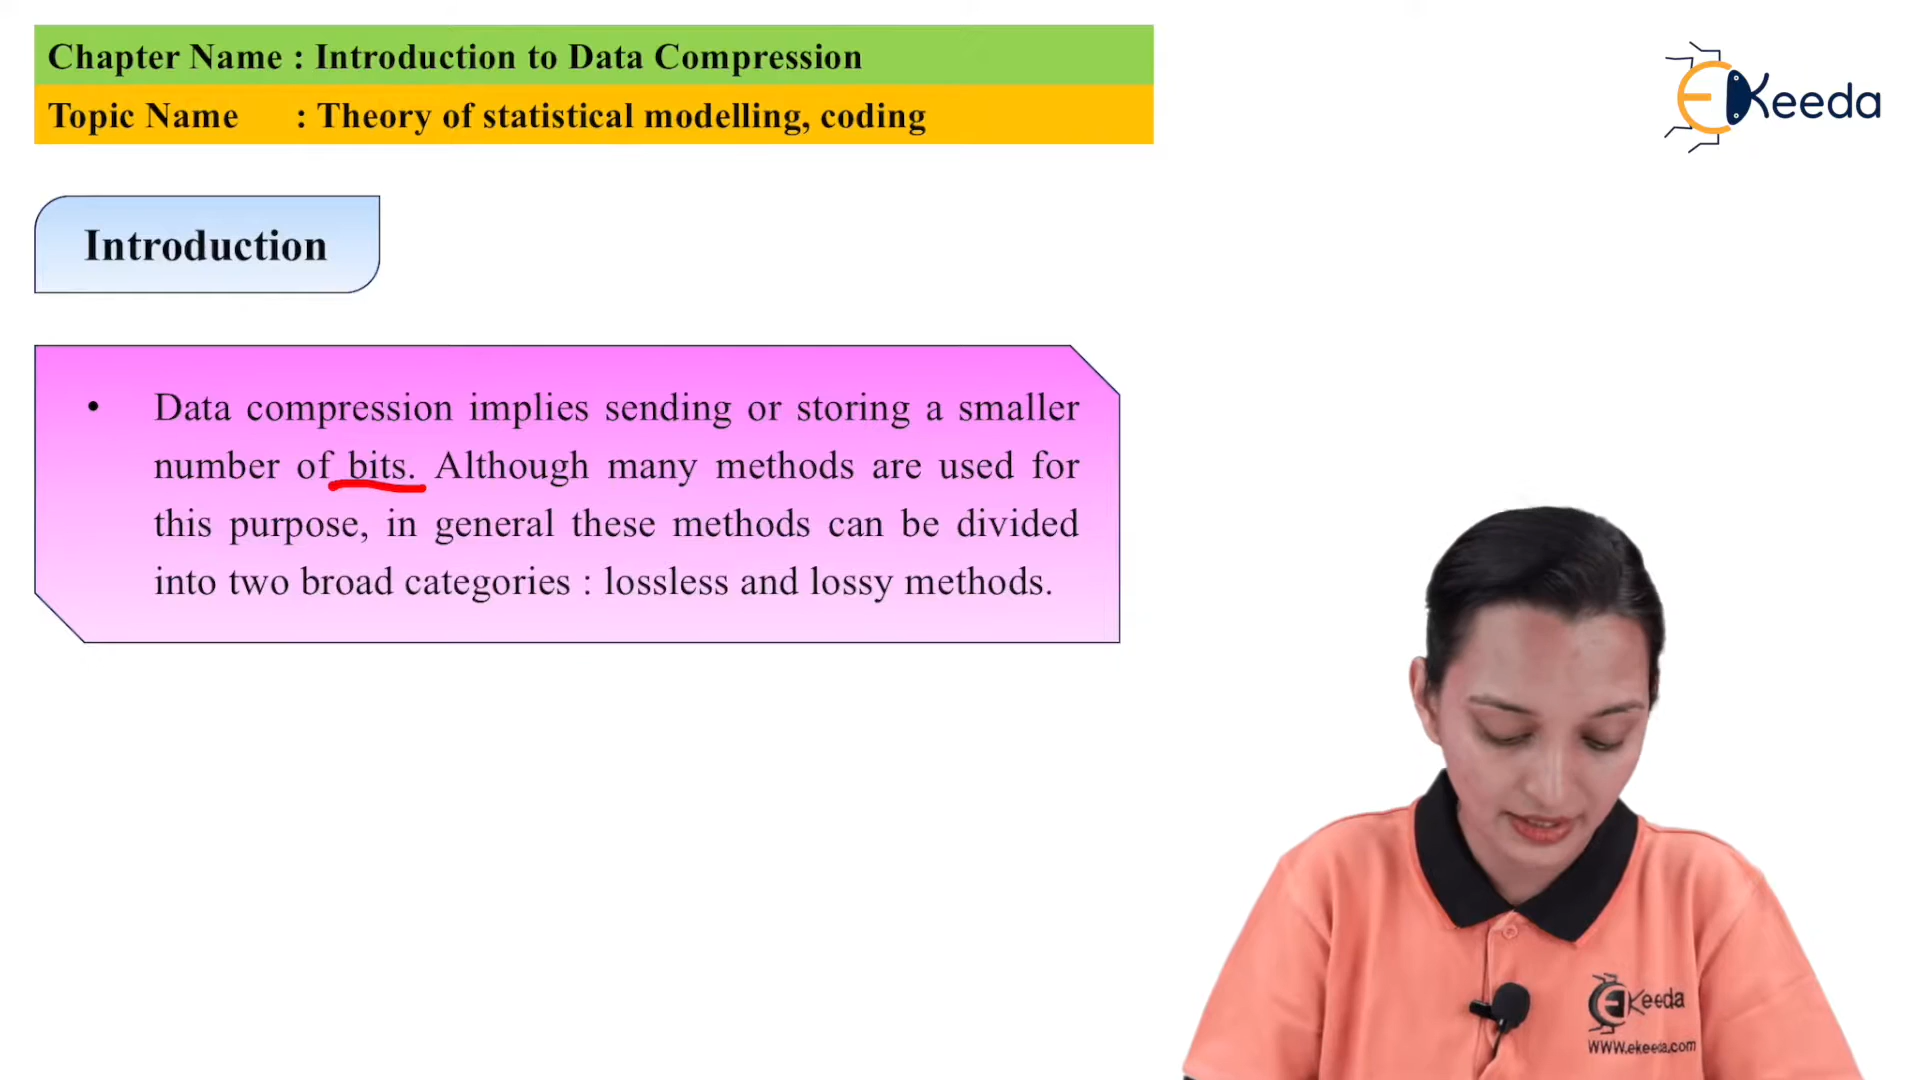 Chapter Name : Introduction to Data Compression
Topic Name : Theory of statistical modelling, coding
EKeeda
Introduction
• Data compression implies sending or storing a smaller
number of bits. Although many methods are used for
this purpose, in general these methods can be divided
into two broad categories : lossless and lossy methods.
EKeeda
WWW.ekeeda.com